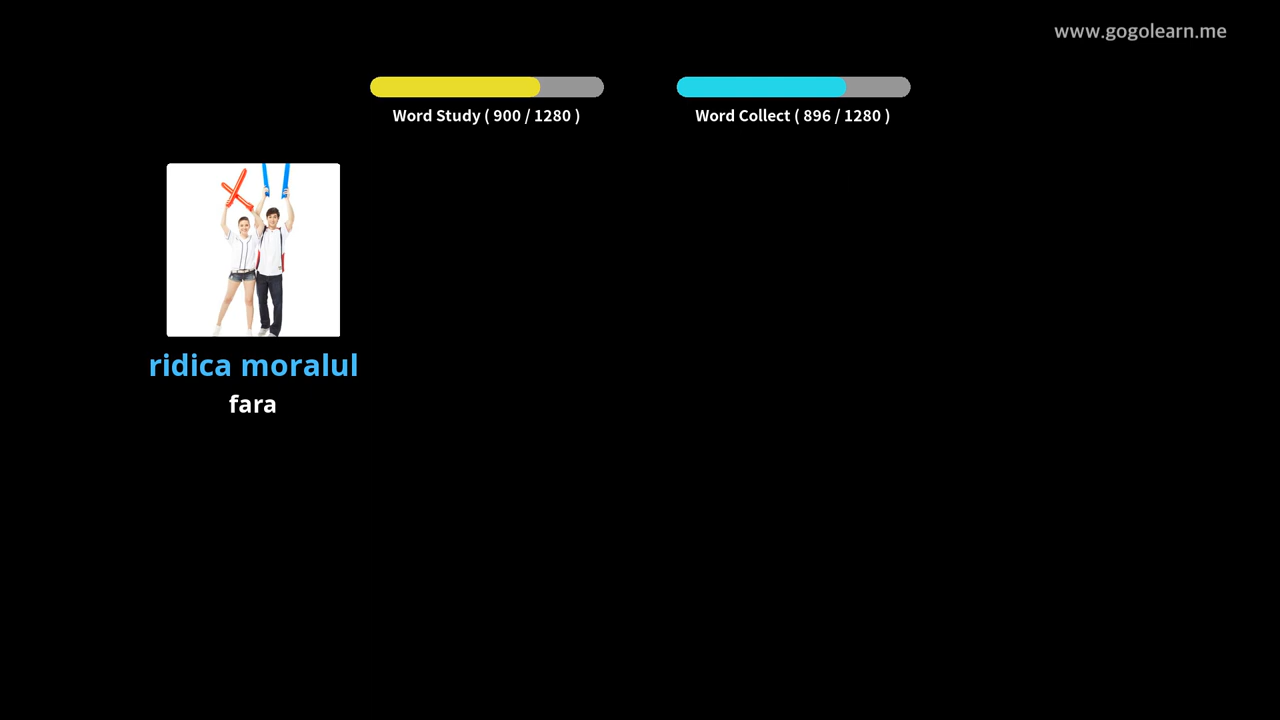 www.gogolearn.me
Word Study ( 900 / 1280 )
Word Collect ( 896 / 1280 )
ridica moralul
fara